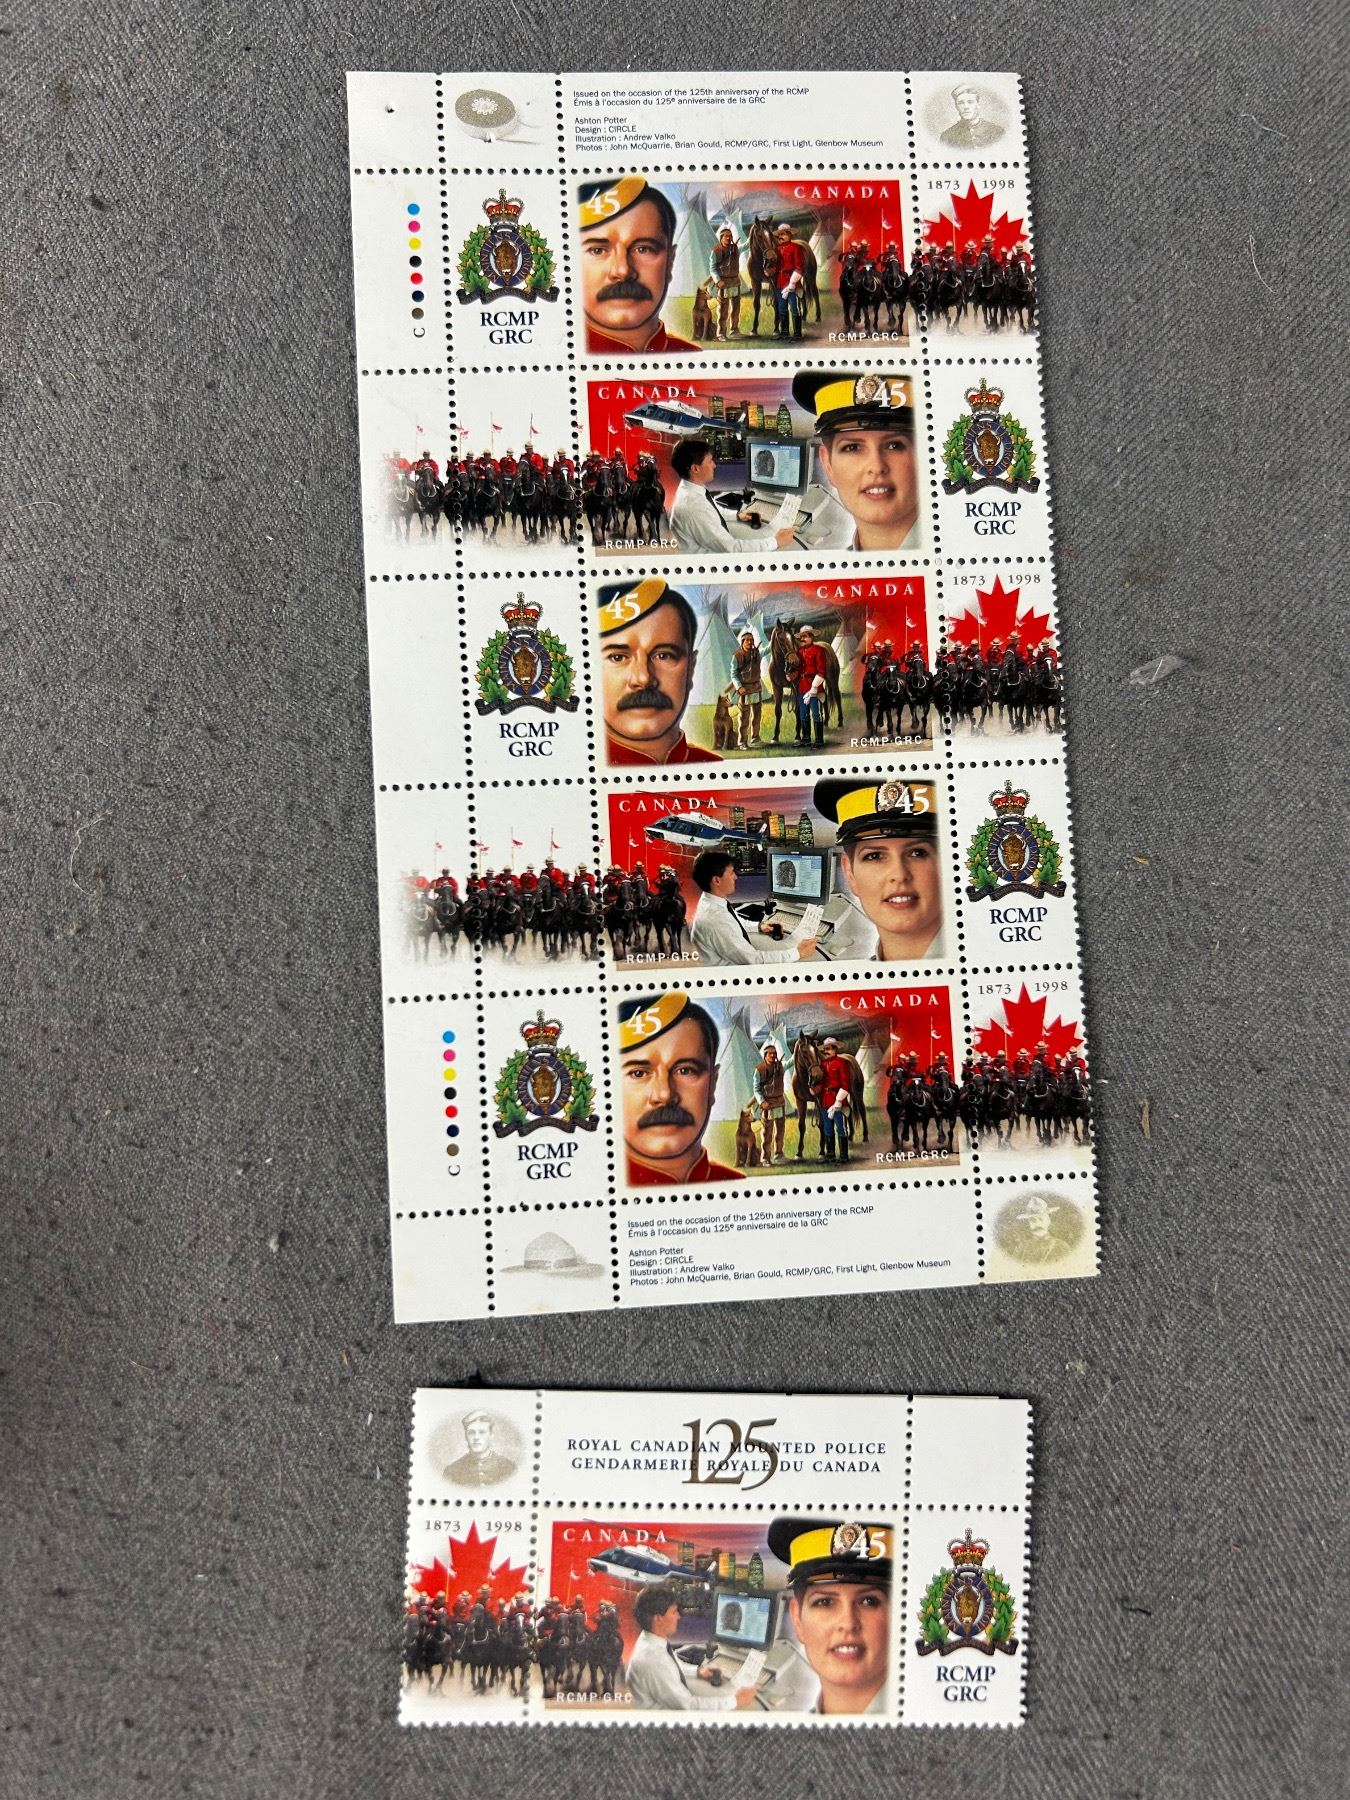 Issued on the occasion of the 125th anniversary of the RCMP
Émis à l'occasion du 125e anniversaire de la GRC
Ashton Potter
Design : CIRCLE
Illustration : Andrew Valko
Photos : John McQuarrie, Brian Gould, RCMP/GRC, First Light, Glenbow Museum
C
RCMP
GRC
45
CANADA
RCMP·GRC
1873 1998
CANADA
45
RCMP·GRC
RCMP
GRC
RCMP
GRC
45
CANADA
RCMP·GRC
1873 1998
CANADA
45
RCMP·GRC
RCMP
GRC
C
RCMP
GRC
45
CANADA
RCMP·GRC
1873 1998
Issued on the occasion of the 125th anniversary of the RCMP
Émis à l'occasion du 125e anniversaire de la GRC
Ashton Potter
Design : CIRCLE
Illustration : Andrew Valko
Photos : John McQuarrie, Brian Gould, RCMP/GRC, First Light, Glenbow Museum
125
ROYAL CANADIAN MOUNTED POLICE
GENDARMERIE ROYALE DU CANADA
1873 1998
CANADA
45
RCMP·GRC
RCMP
GRC